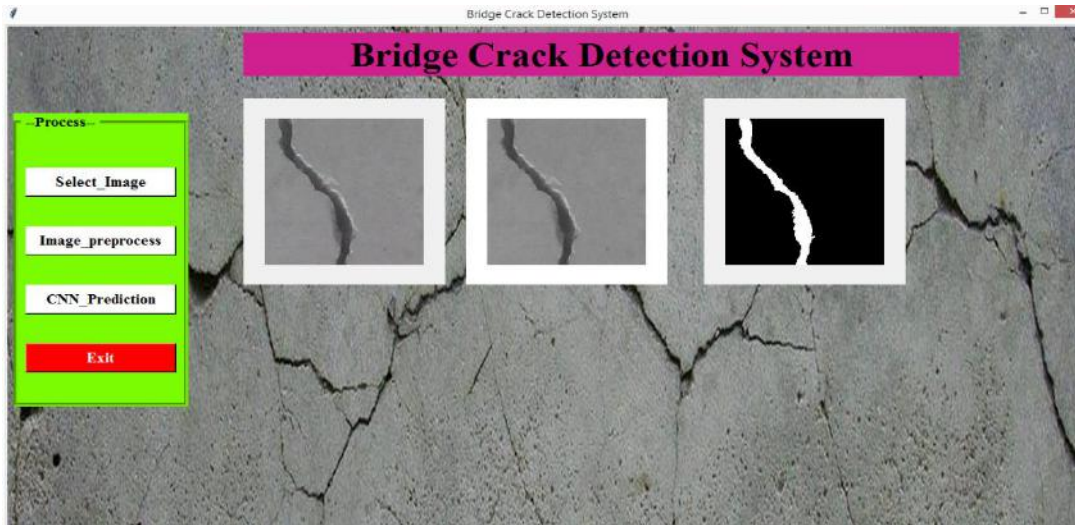 Bridge Crack Detection System
Bridge Crack Detection System
--Process--
Select_Image
Image_preprocess
CNN_Prediction
Exit